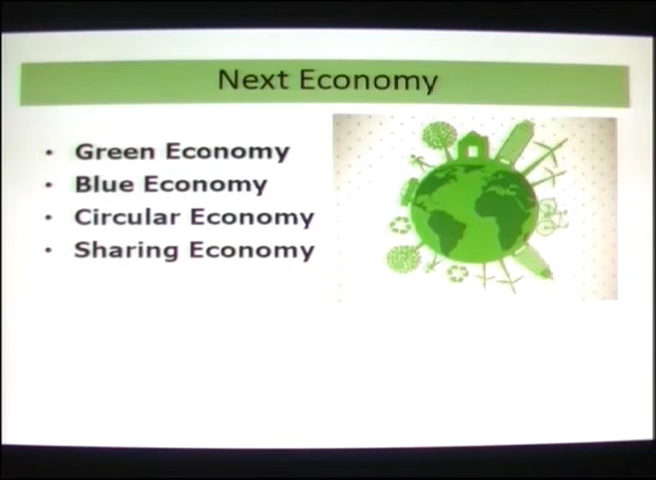 Next Economy
• Green Economy
• Blue Economy
• Circular Economy
• Sharing Economy